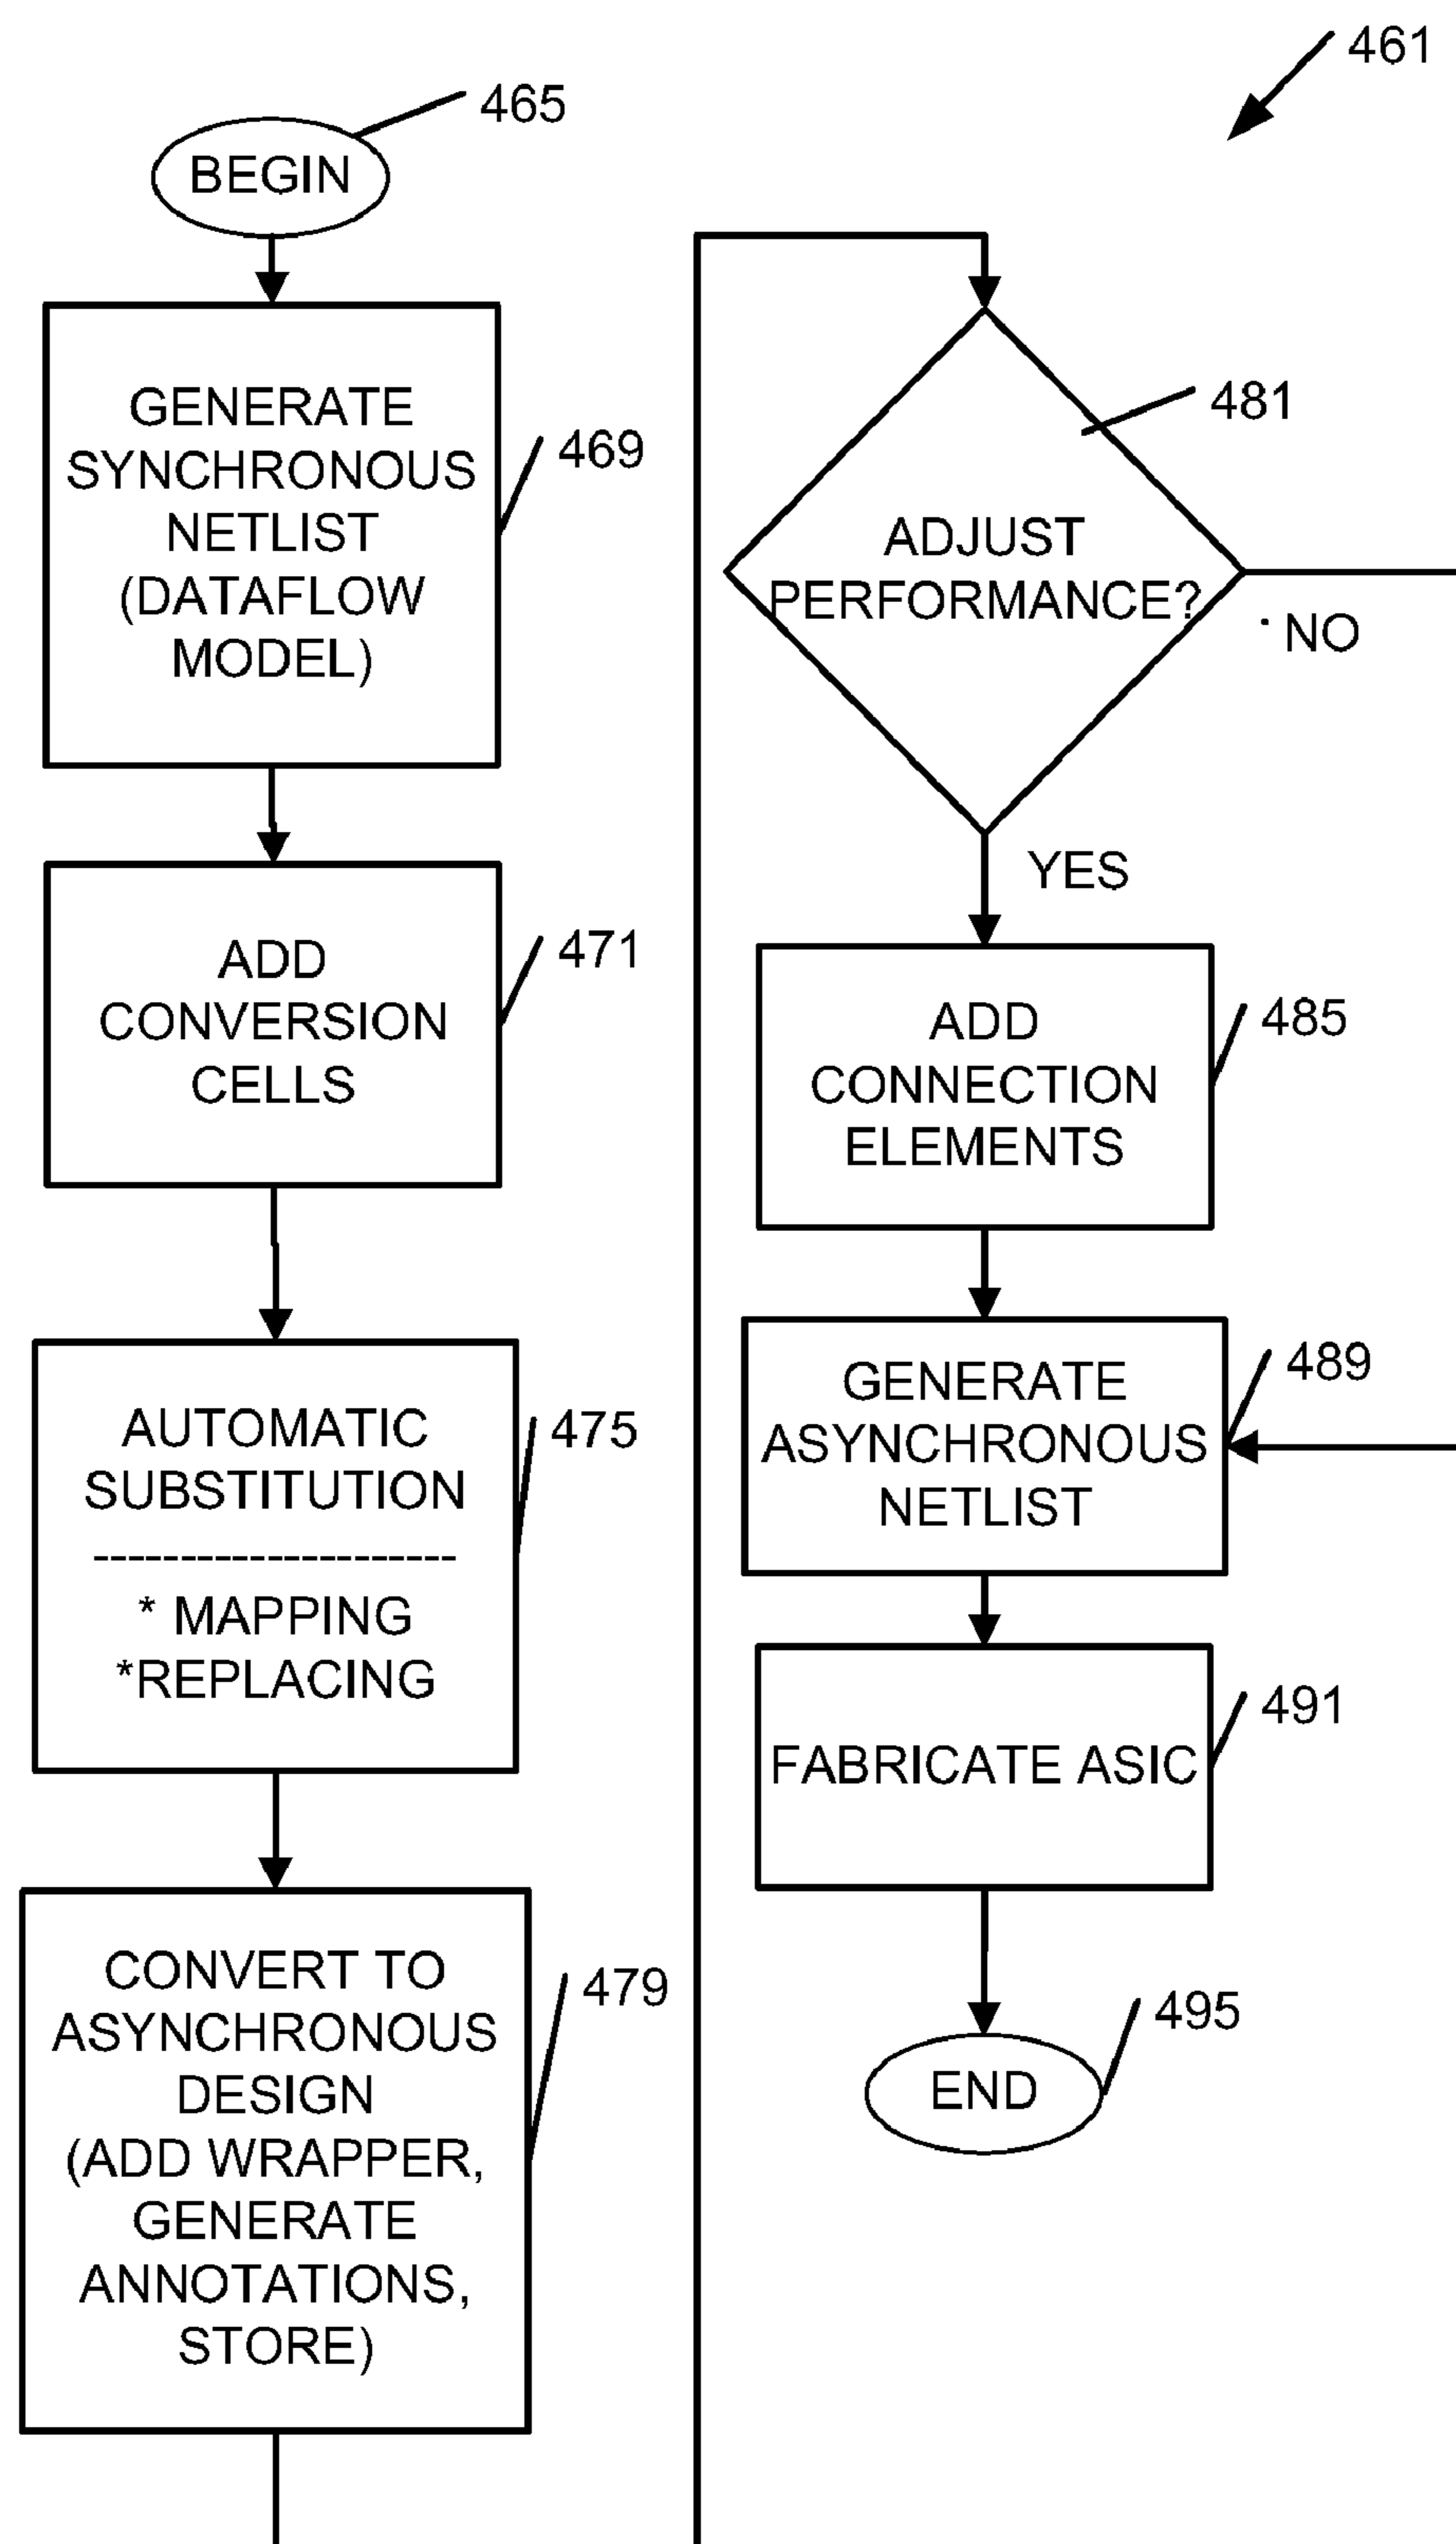 461
465
BEGIN
GENERATE
SYNCHRONOUS
NETLIST
(DATAFLOW
MODEL)
469
ADD
CONVERSION
CELLS
471
AUTOMATIC
SUBSTITUTION
---------------------
* MAPPING
*REPLACING
475
CONVERT TO
ASYNCHRONOUS
DESIGN
(ADD WRAPPER,
GENERATE
ANNOTATIONS,
STORE)
479
481
ADJUST
PERFORMANCE?
NO
YES
ADD
CONNECTION
ELEMENTS
485
GENERATE
ASYNCHRONOUS
NETLIST
489
FABRICATE ASIC
491
END
495